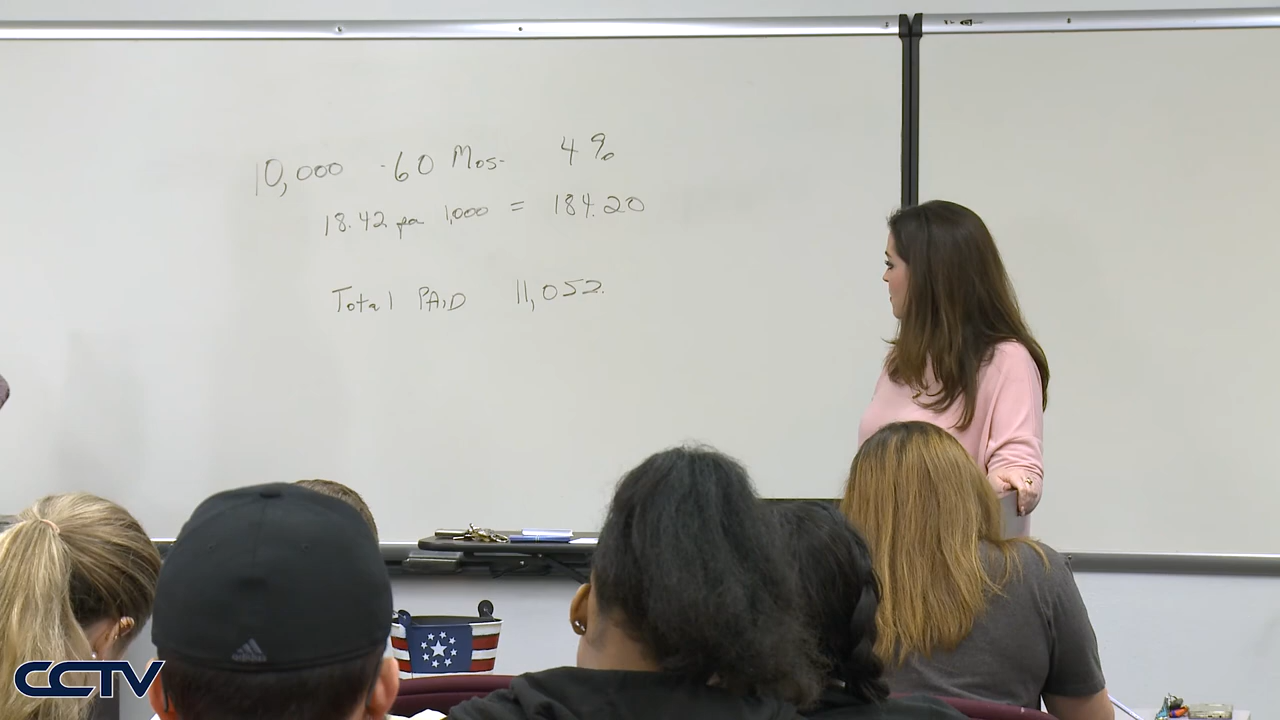 10,000 -60 Mos- 4%
18.42 per 1,000 = 184.20
Total PAID 11,052.
CCTV
adidas